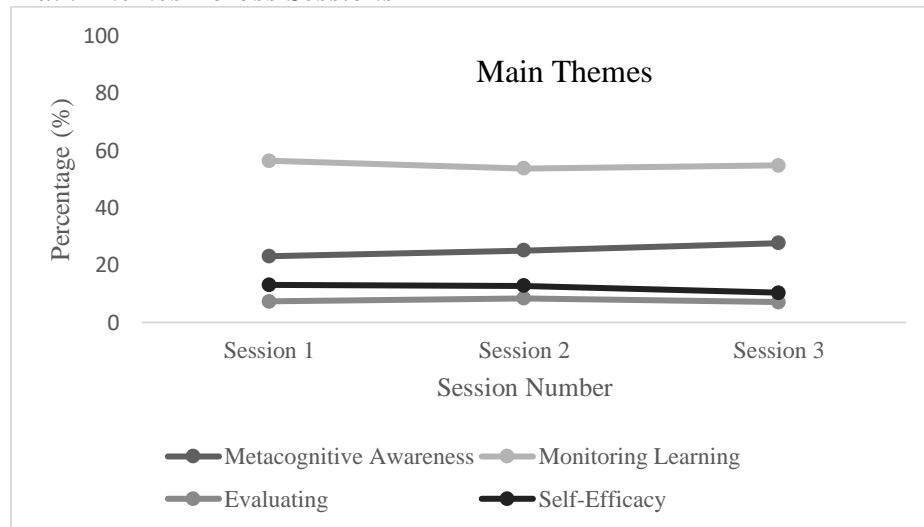 Main Themes
100
80
60
40
20
0
Percentage (%)
Session 1 Session 2 Session 3
Session Number
Metacognitive Awareness Monitoring Learning
Evaluating Self-Efficacy